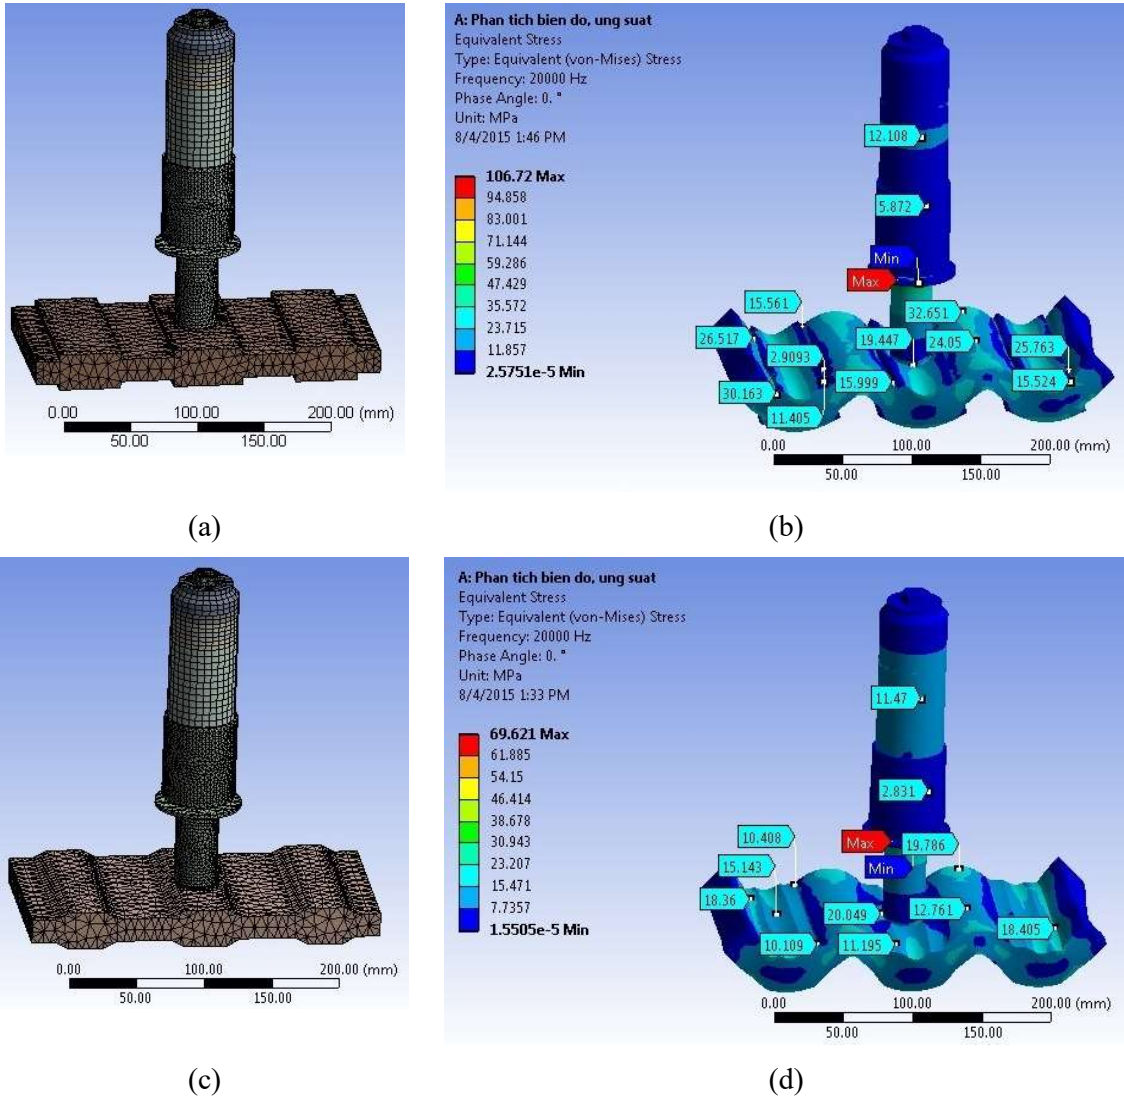 0.00 100.00 200.00 (mm)
50.00 150.00
A: Phan tich bien do, ung suat
Equivalent Stress
Type: Equivalent (von-Mises) Stress
Frequency: 20000 Hz
Phase Angle: 0. °
Unit: MPa
8/4/2015 1:46 PM
106.72 Max
94.858
83.001
71.144
59.286
47.429
35.572
23.715
11.857
2.5751e-5 Min
12.108
5.872
Min
Max
15.561
32.651
26.517
19.447
24.05
25.763
2.9093
15.999
15.524
30.163
11.405
0.00 100.00 200.00 (mm)
50.00 150.00
(a) (b)
0.00 100.00 200.00 (mm)
50.00 150.00
A: Phan tich bien do, ung suat
Equivalent Stress
Type: Equivalent (von-Mises) Stress
Frequency: 20000 Hz
Phase Angle: 0. °
Unit: MPa
8/4/2015 1:33 PM
69.621 Max
61.885
54.15
46.414
38.678
30.943
23.207
15.471
7.7357
1.5505e-5 Min
11.47
2.831
10.408
Max
19.786
15.143
Min
18.36
20.049
12.761
18.405
10.109
11.195
0.00 100.00 200.00 (mm)
50.00 150.00
(c) (d)